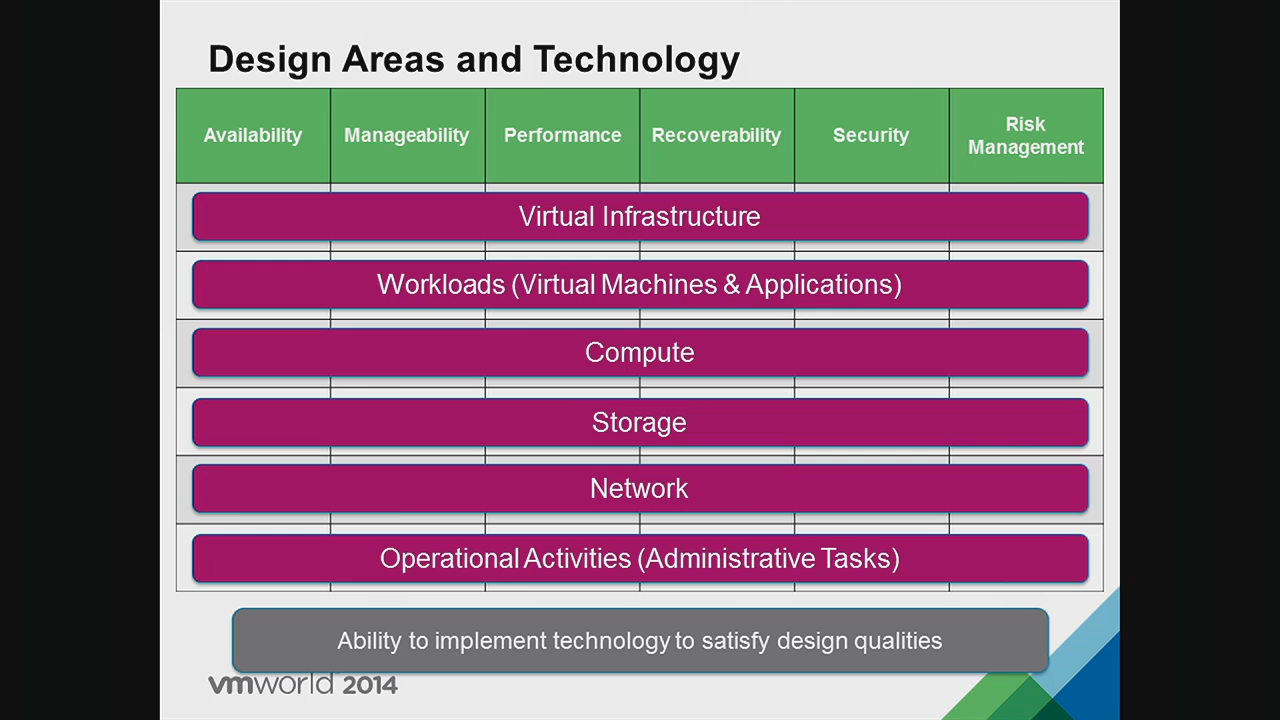 Design Areas and Technology
Availability
Manageability
Performance
Recoverability
Security
Risk
Management
Virtual Infrastructure
Workloads (Virtual Machines & Applications)
Compute
Storage
Network
Operational Activities (Administrative Tasks)
Ability to implement technology to satisfy design qualities
vmworld 2014